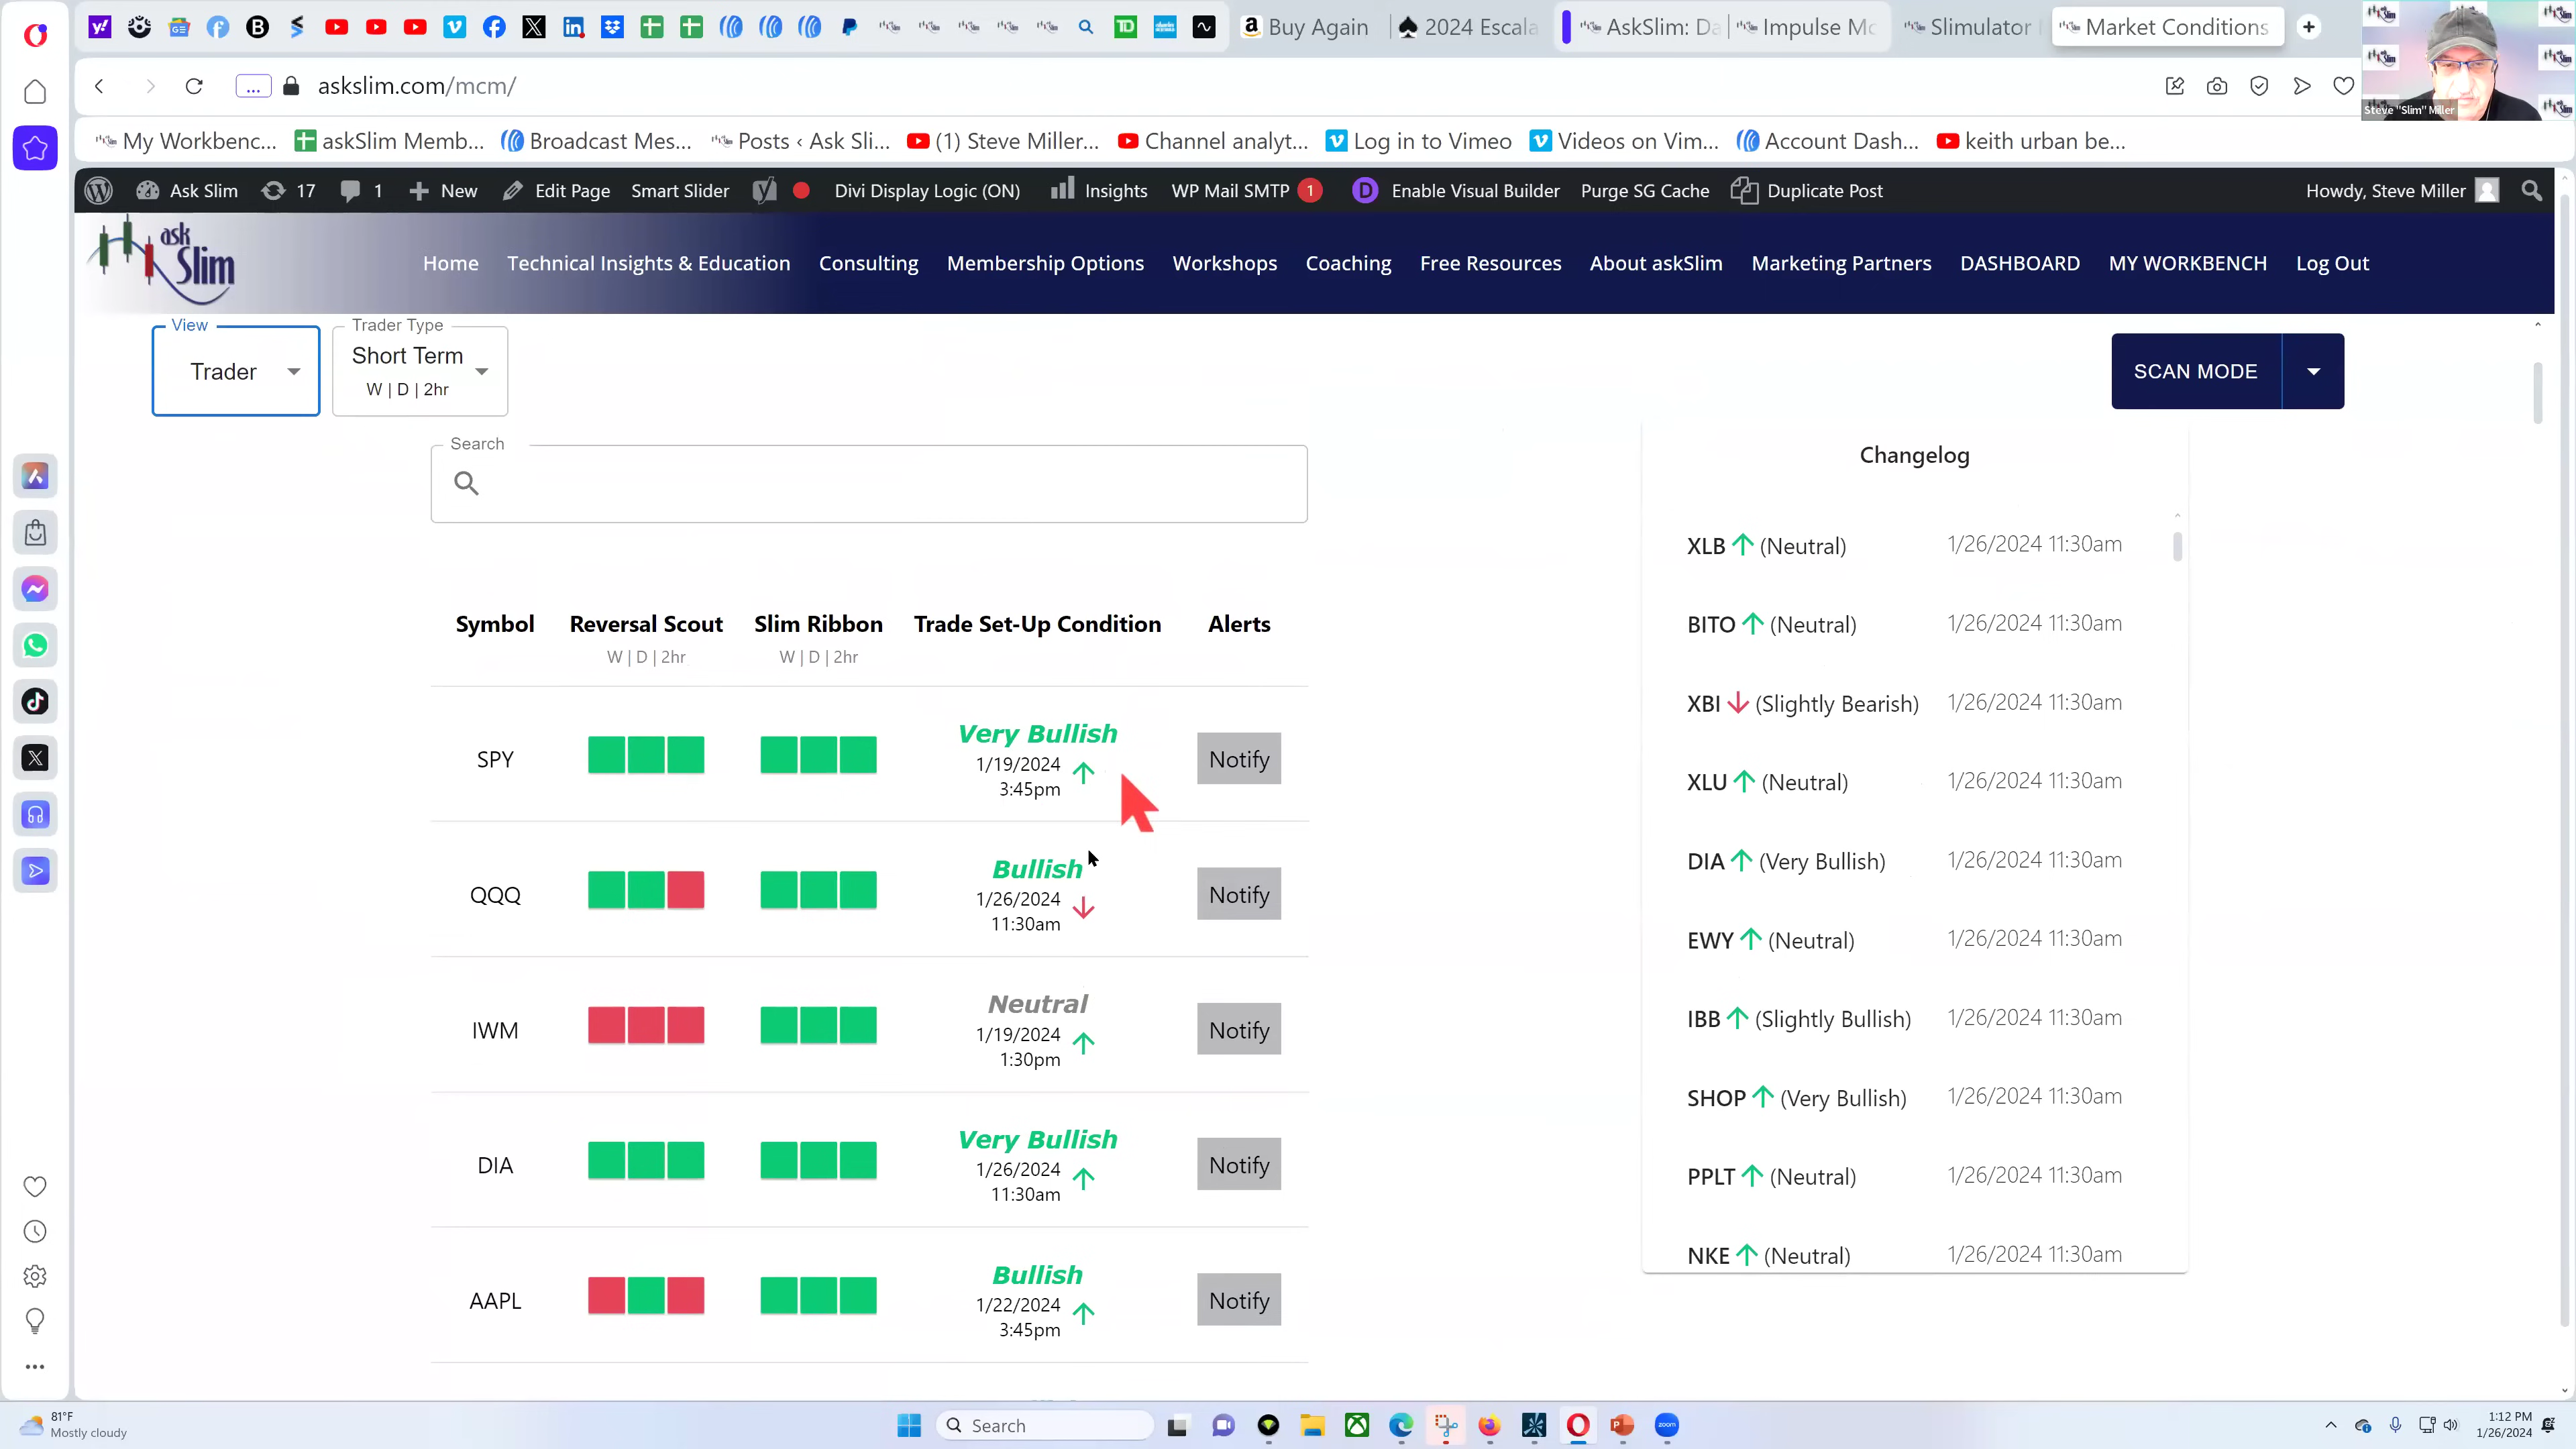 Buy Again
2024 Escala
AskSlim: Da
Impulse Mo
Slimulator
Market Conditions
Steve "Slim" Miller
askslim.com/mcm/
My Workbenc...
askSlim Memb...
Broadcast Mes...
Posts ‹ Ask Sli...
(1) Steve Miller...
Channel analyt...
Log in to Vimeo
Videos on Vim...
Account Dash...
keith urban be...
Ask Slim
17
1
New
Edit Page
Smart Slider
Divi Display Logic (ON)
Insights
WP Mail SMTP 1
Enable Visual Builder
Purge SG Cache
Duplicate Post
Howdy, Steve Miller
ask
Slim
Home
Technical Insights & Education
Consulting
Membership Options
Workshops
Coaching
Free Resources
About askSlim
Marketing Partners
DASHBOARD
MY WORKBENCH
Log Out
View
Trader
Trader Type
Short Term
W | D | 2hr
SCAN MODE
Search
Symbol
Reversal Scout
W | D | 2hr
Slim Ribbon
W | D | 2hr
Trade Set-Up Condition
Alerts
SPY
Very Bullish
1/19/2024
3:45pm
Notify
QQQ
Bullish
1/26/2024
11:30am
Notify
IWM
Neutral
1/19/2024
1:30pm
Notify
DIA
Very Bullish
1/26/2024
11:30am
Notify
AAPL
Bullish
1/22/2024
3:45pm
Notify
Changelog
XLB (Neutral) 1/26/2024 11:30am
BITO (Neutral) 1/26/2024 11:30am
XBI (Slightly Bearish) 1/26/2024 11:30am
XLU (Neutral) 1/26/2024 11:30am
DIA (Very Bullish) 1/26/2024 11:30am
EWY (Neutral) 1/26/2024 11:30am
IBB (Slightly Bullish) 1/26/2024 11:30am
SHOP (Very Bullish) 1/26/2024 11:30am
PPLT (Neutral) 1/26/2024 11:30am
NKE (Neutral) 1/26/2024 11:30am
81°F
Mostly cloudy
Search
zoom
1:12 PM
1/26/2024